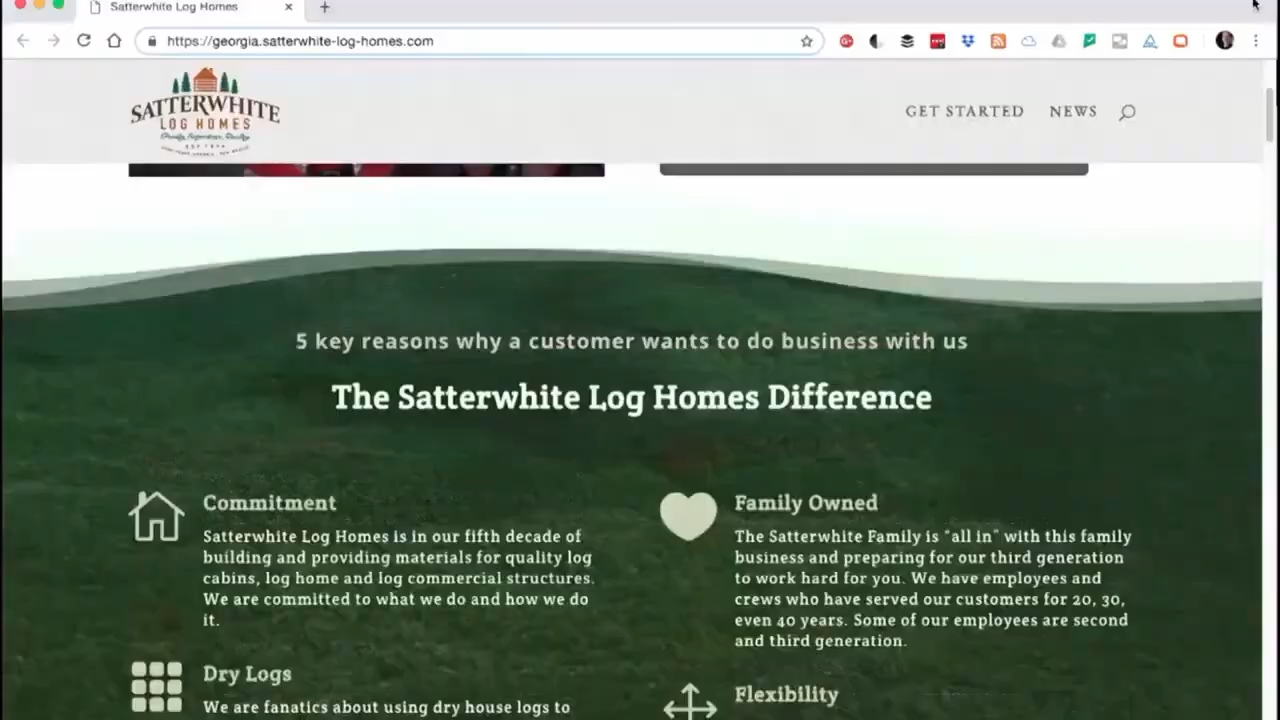 Satterwhite Log Homes
https://georgia.satterwhite-log-homes.com
SATTERWHITE
LOG HOMES
GET STARTED
NEWS
5 key reasons why a customer wants to do business with us
The Satterwhite Log Homes Difference
Commitment
Satterwhite Log Homes is in our fifth decade of
building and providing materials for quality log
cabins, log home and log commercial structures.
We are committed to what we do and how we do
it.
Family Owned
The Satterwhite Family is "all in" with this family
business and preparing for our third generation
to work hard for you. We have employees and
crews who have served our customers for 20, 30,
even 40 years. Some of our employees are second
and third generation.
Dry Logs
We are fanatics about using dry house logs to
Flexibility